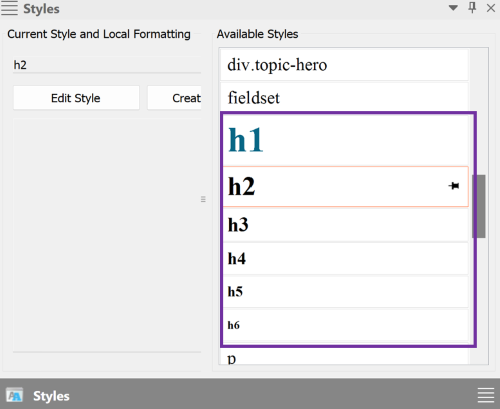 Styles
Current Style and Local Formatting
h2
Edit Style
Creat
Available Styles
div.topic-hero
fieldset
h1
h2
h3
h4
h5
h6
p
Styles